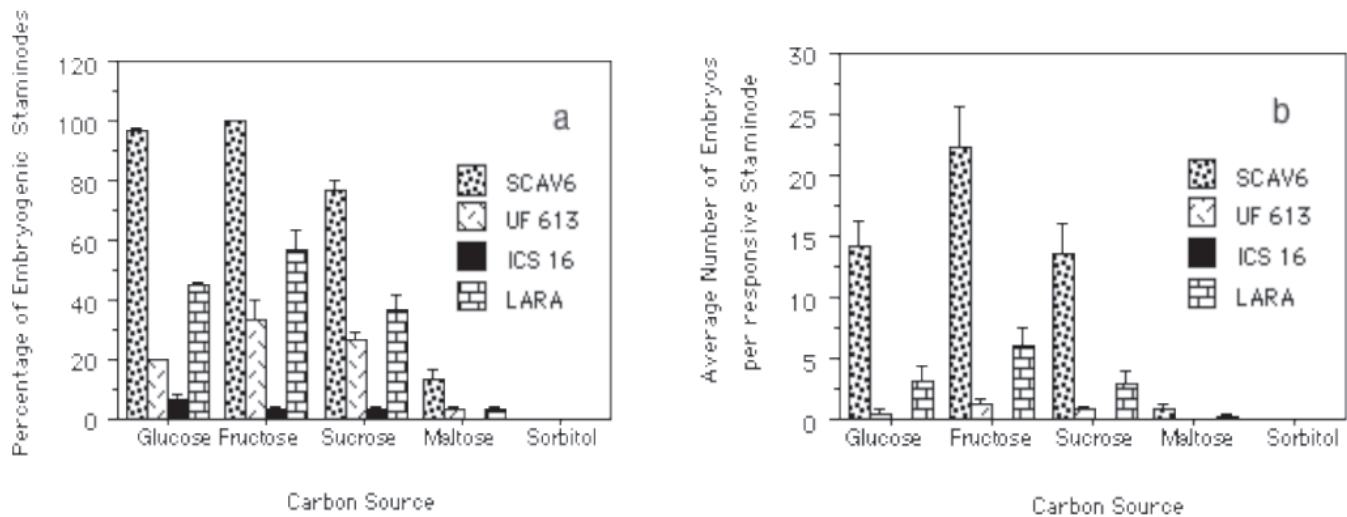 Percentage of Embryogenic Staminodes
120
100
80
60
40
20
0
a
SCAV6
UF 613
ICS 16
LARA
Glucose Fructose Sucrose Maltose Sorbitol
Carbon Source
Average Number of Embryos
per responsive Staminode
30
25
20
15
10
5
0
b
SCAV6
UF 613
ICS 16
LARA
Glucose Fructose Sucrose Maltose Sorbitol
Carbon Source